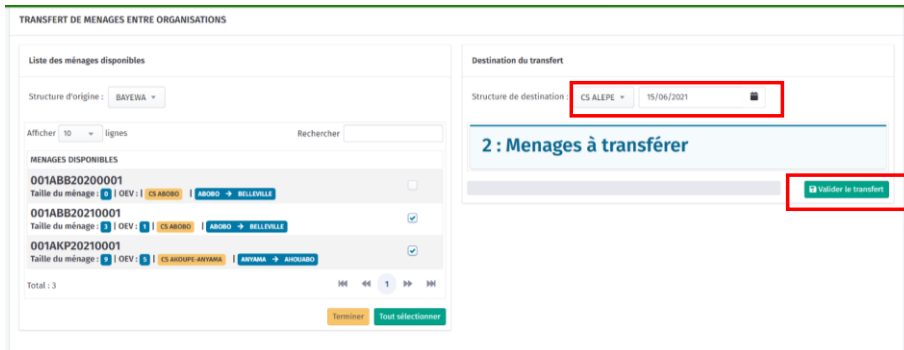 TRANSFERT DE MENAGES ENTRE ORGANISATIONS
Liste des ménages disponibles
Structure d'origine : BAYEWA
Afficher 10 lignes Rechercher
MENAGES DISPONIBLES
001ABB20200001
Taille du ménage : 0 | OEV : | CS ABOBO | ABOBO → BELLEVILLE
001ABB20210001
Taille du ménage : 3 | OEV : 1 | CS ABOBO | ABOBO → BELLEVILLE
001AKP20210001
Taille du ménage : 9 | OEV : 5 | CS AKOUPE-ANYAMA | ANYAMA → AHOUABO
Total : 3 1
Terminer Tout sélectionner
Destination du transfert
Structure de destination : CS ALEPE 15/06/2021
2 : Menages à transférer
Valider le transfert